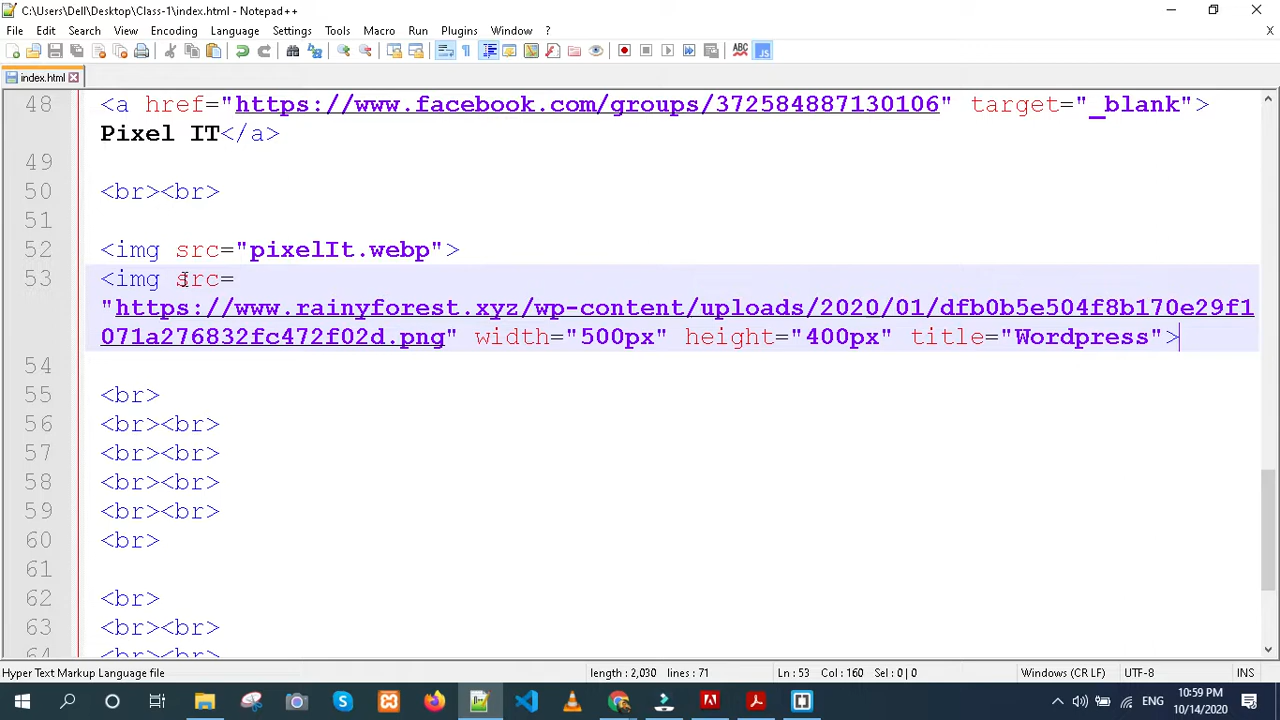 C:\Users\Dell\Desktop\Class-1\index.html - Notepad++
File Edit Search View Encoding Language Settings Tools Macro Run Plugins Window ? X
index.html
48 <a href="https://www.facebook.com/groups/372584887130106" target="_blank">
Pixel IT</a>
49
50 <br><br>
51
52 <img src="pixelIt.webp">
53 <img src=
"https://www.rainyforest.xyz/wp-content/uploads/2020/01/dfb0b5e504f8b170e29f1
071a276832fc472f02d.png" width="500px" height="400px" title="Wordpress">
54
55 <br>
56 <br><br>
57 <br><br>
58 <br><br>
59 <br><br>
60 <br>
61
62 <br>
63 <br><br>
64 <br><br>
Hyper Text Markup Language file length : 2,030 lines : 71 Ln : 53 Col : 160 Sel : 0 | 0 Windows (CR LF) UTF-8 INS
ENG 10:59 PM
10/14/2020